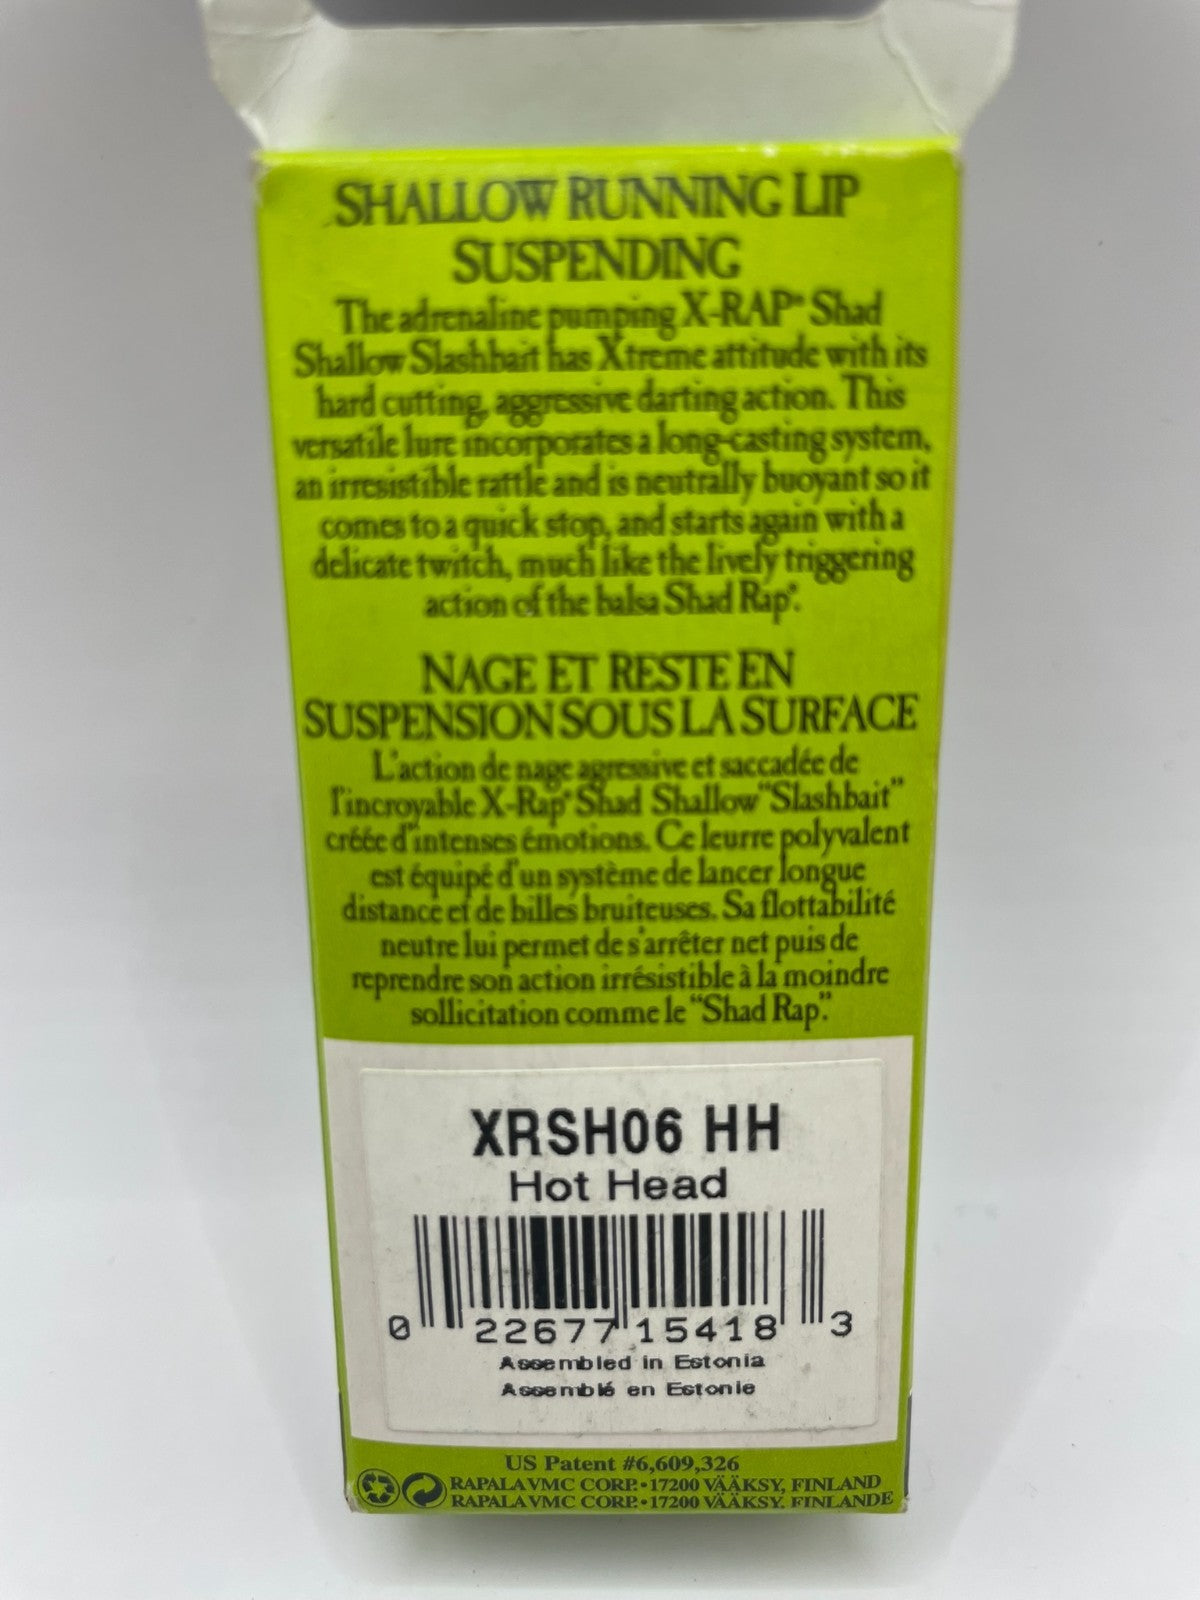 SHALLOW RUNNING LIP
SUSPENDING
The adrenaline pumping X-RAP® Shad
Shallow Slashbait has Xtreme attitude with its
hard cutting, aggressive darting action. This
versatile lure incorporates a long-casting system,
an irresistible rattle and is neutrally buoyant so it
comes to a quick stop, and starts again with a
delicate twitch, much like the lively triggering
action of the balsa Shad Rap®.
NAGE ET RESTE EN
SUSPENSION SOUS LA SURFACE
L'action de nage agressive et saccadée de
l'incroyable X-Rap® Shad Shallow "Slashbait"
créée d'intenses émotions. Ce leurre polyvalent
est équipé d'un système de lancer longue
distance et de billes bruiteuses. Sa flottabilité
neutre lui permet de s'arrêter net puis de
reprendre son action irrésistible à la moindre
sollicitation comme le "Shad Rap".
XRSH06 HH
Hot Head
0 22677 15418 3
Assembled in Estonia
Assemblé en Estonie
US Patent #6,609,326
RAPALA VMC CORP. • 17200 VÄÄKSY, FINLAND
RAPALA VMC CORP. • 17200 VÄÄKSY, FINLANDE